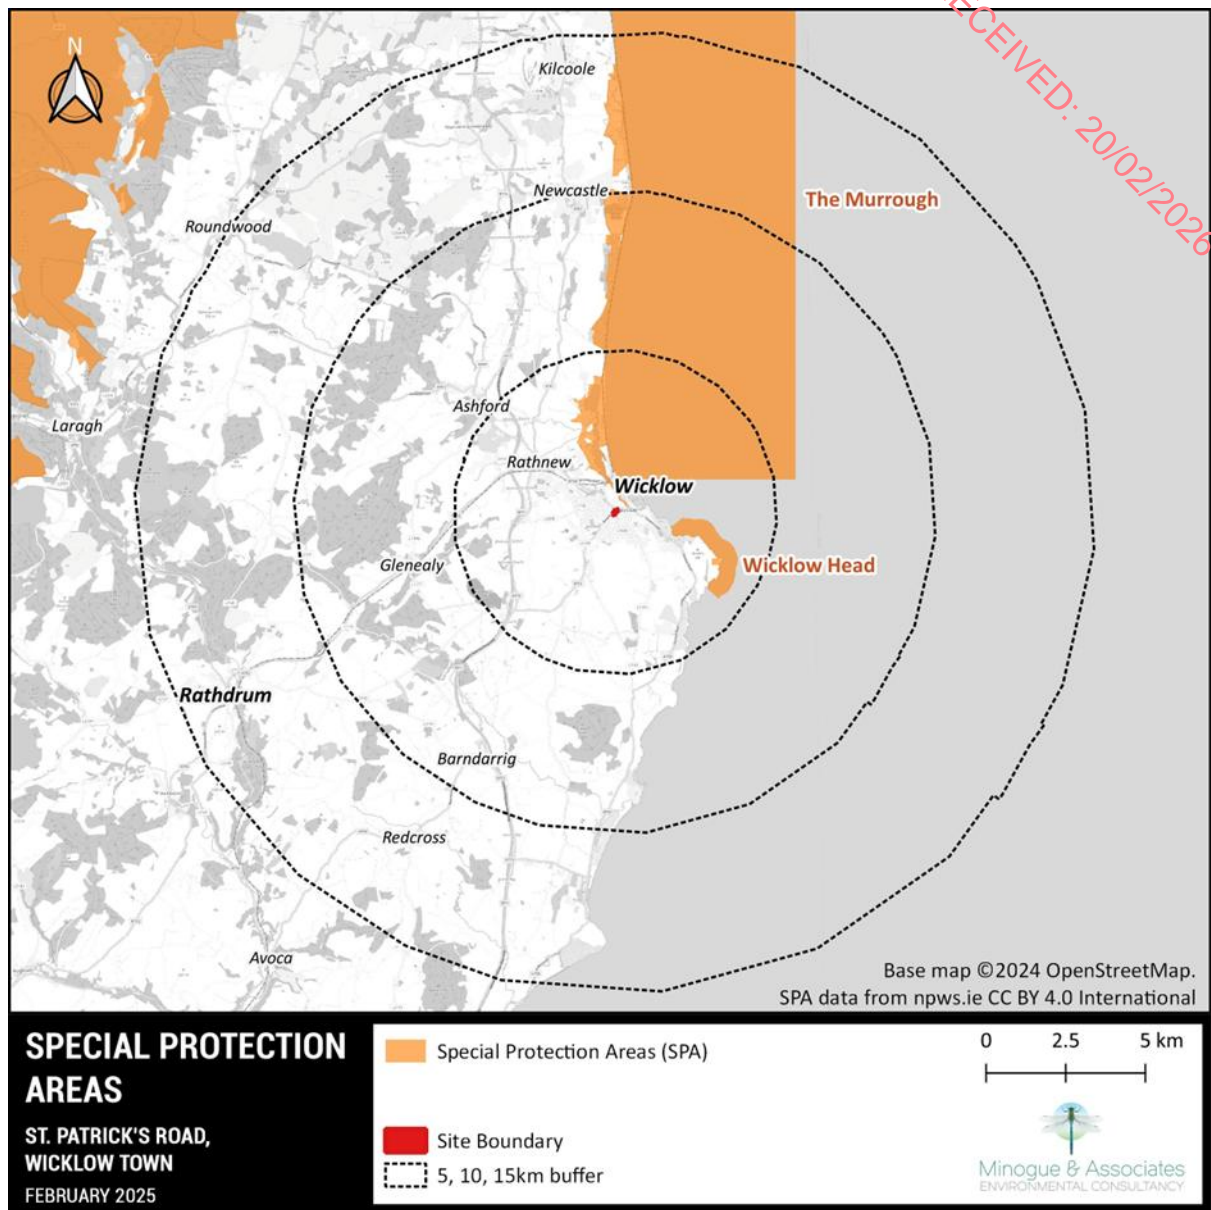 RECEIVED: 20/02/2026
N
Kilcoole
Newcastle
The Murrough
Roundwood
Ashford
Laragh
Rathnew
Wicklow
Glenealy
Wicklow Head
Rathdrum
Barndarrig
Redcross
Avoca
Base map ©2024 OpenStreetMap.
SPA data from npws.ie CC BY 4.0 International
SPECIAL PROTECTION
AREAS
ST. PATRICK'S ROAD,
WICKLOW TOWN
FEBRUARY 2025
Special Protection Areas (SPA)
Site Boundary
5, 10, 15km buffer
0 2.5 5 km
Minogue & Associates
ENVIRONMENTAL CONSULTANCY